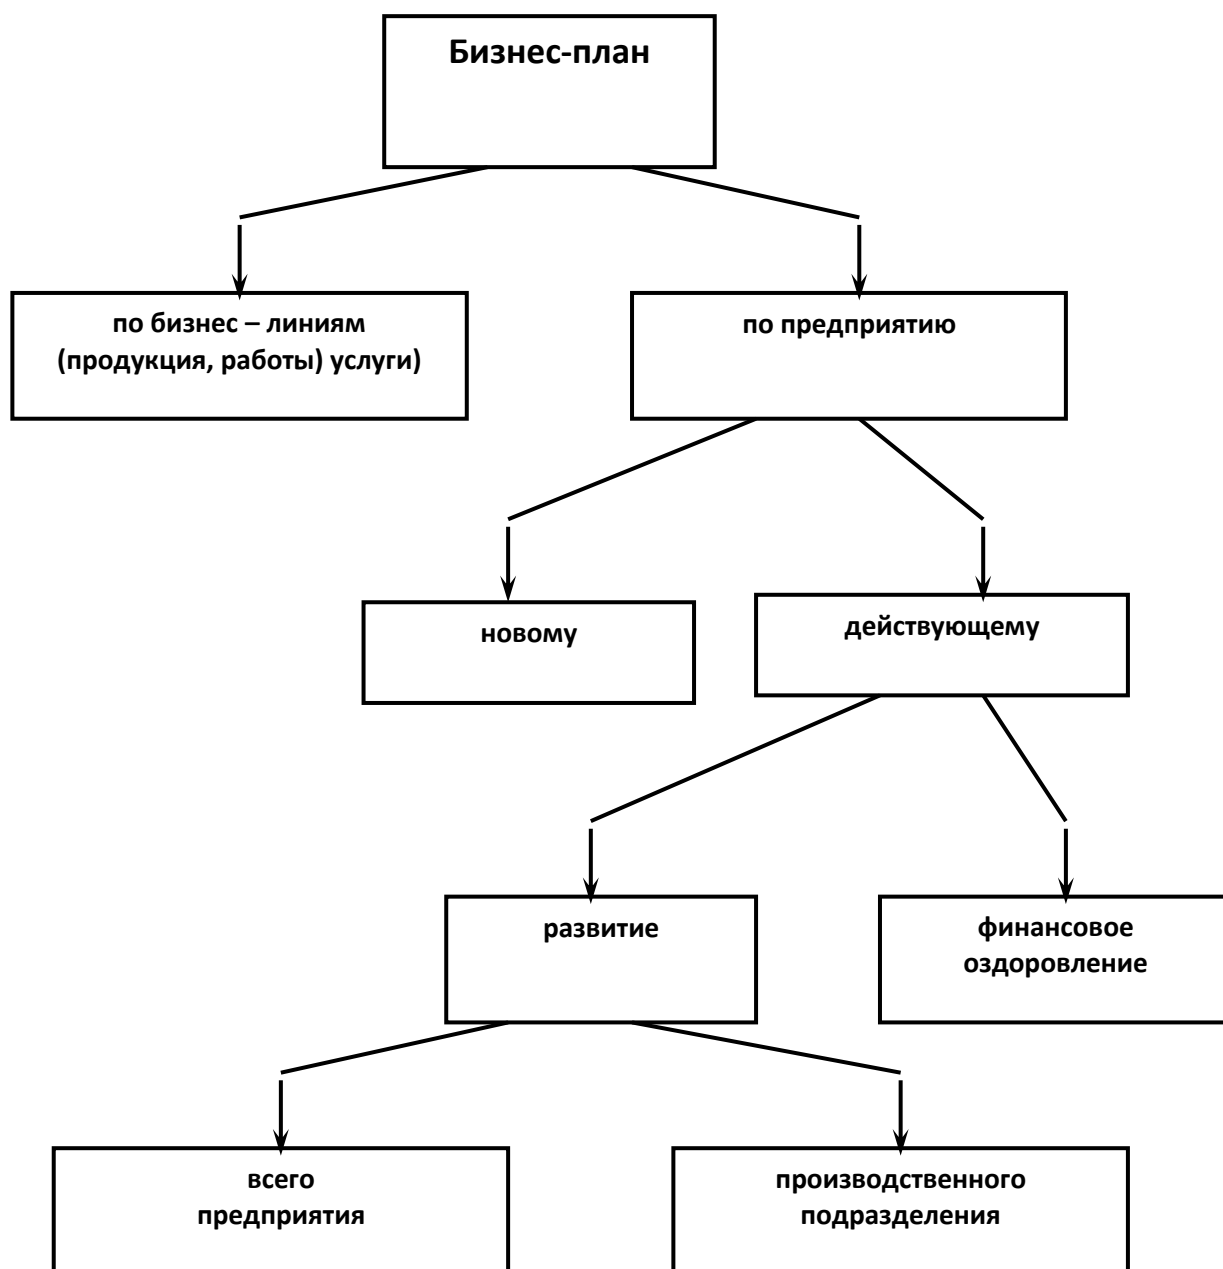 Бизнес-план
по бизнес – линиям
(продукция, работы) услуги)
по предприятию
новому
действующему
развитие
финансовое
оздоровление
всего
предприятия
производственного
подразделения